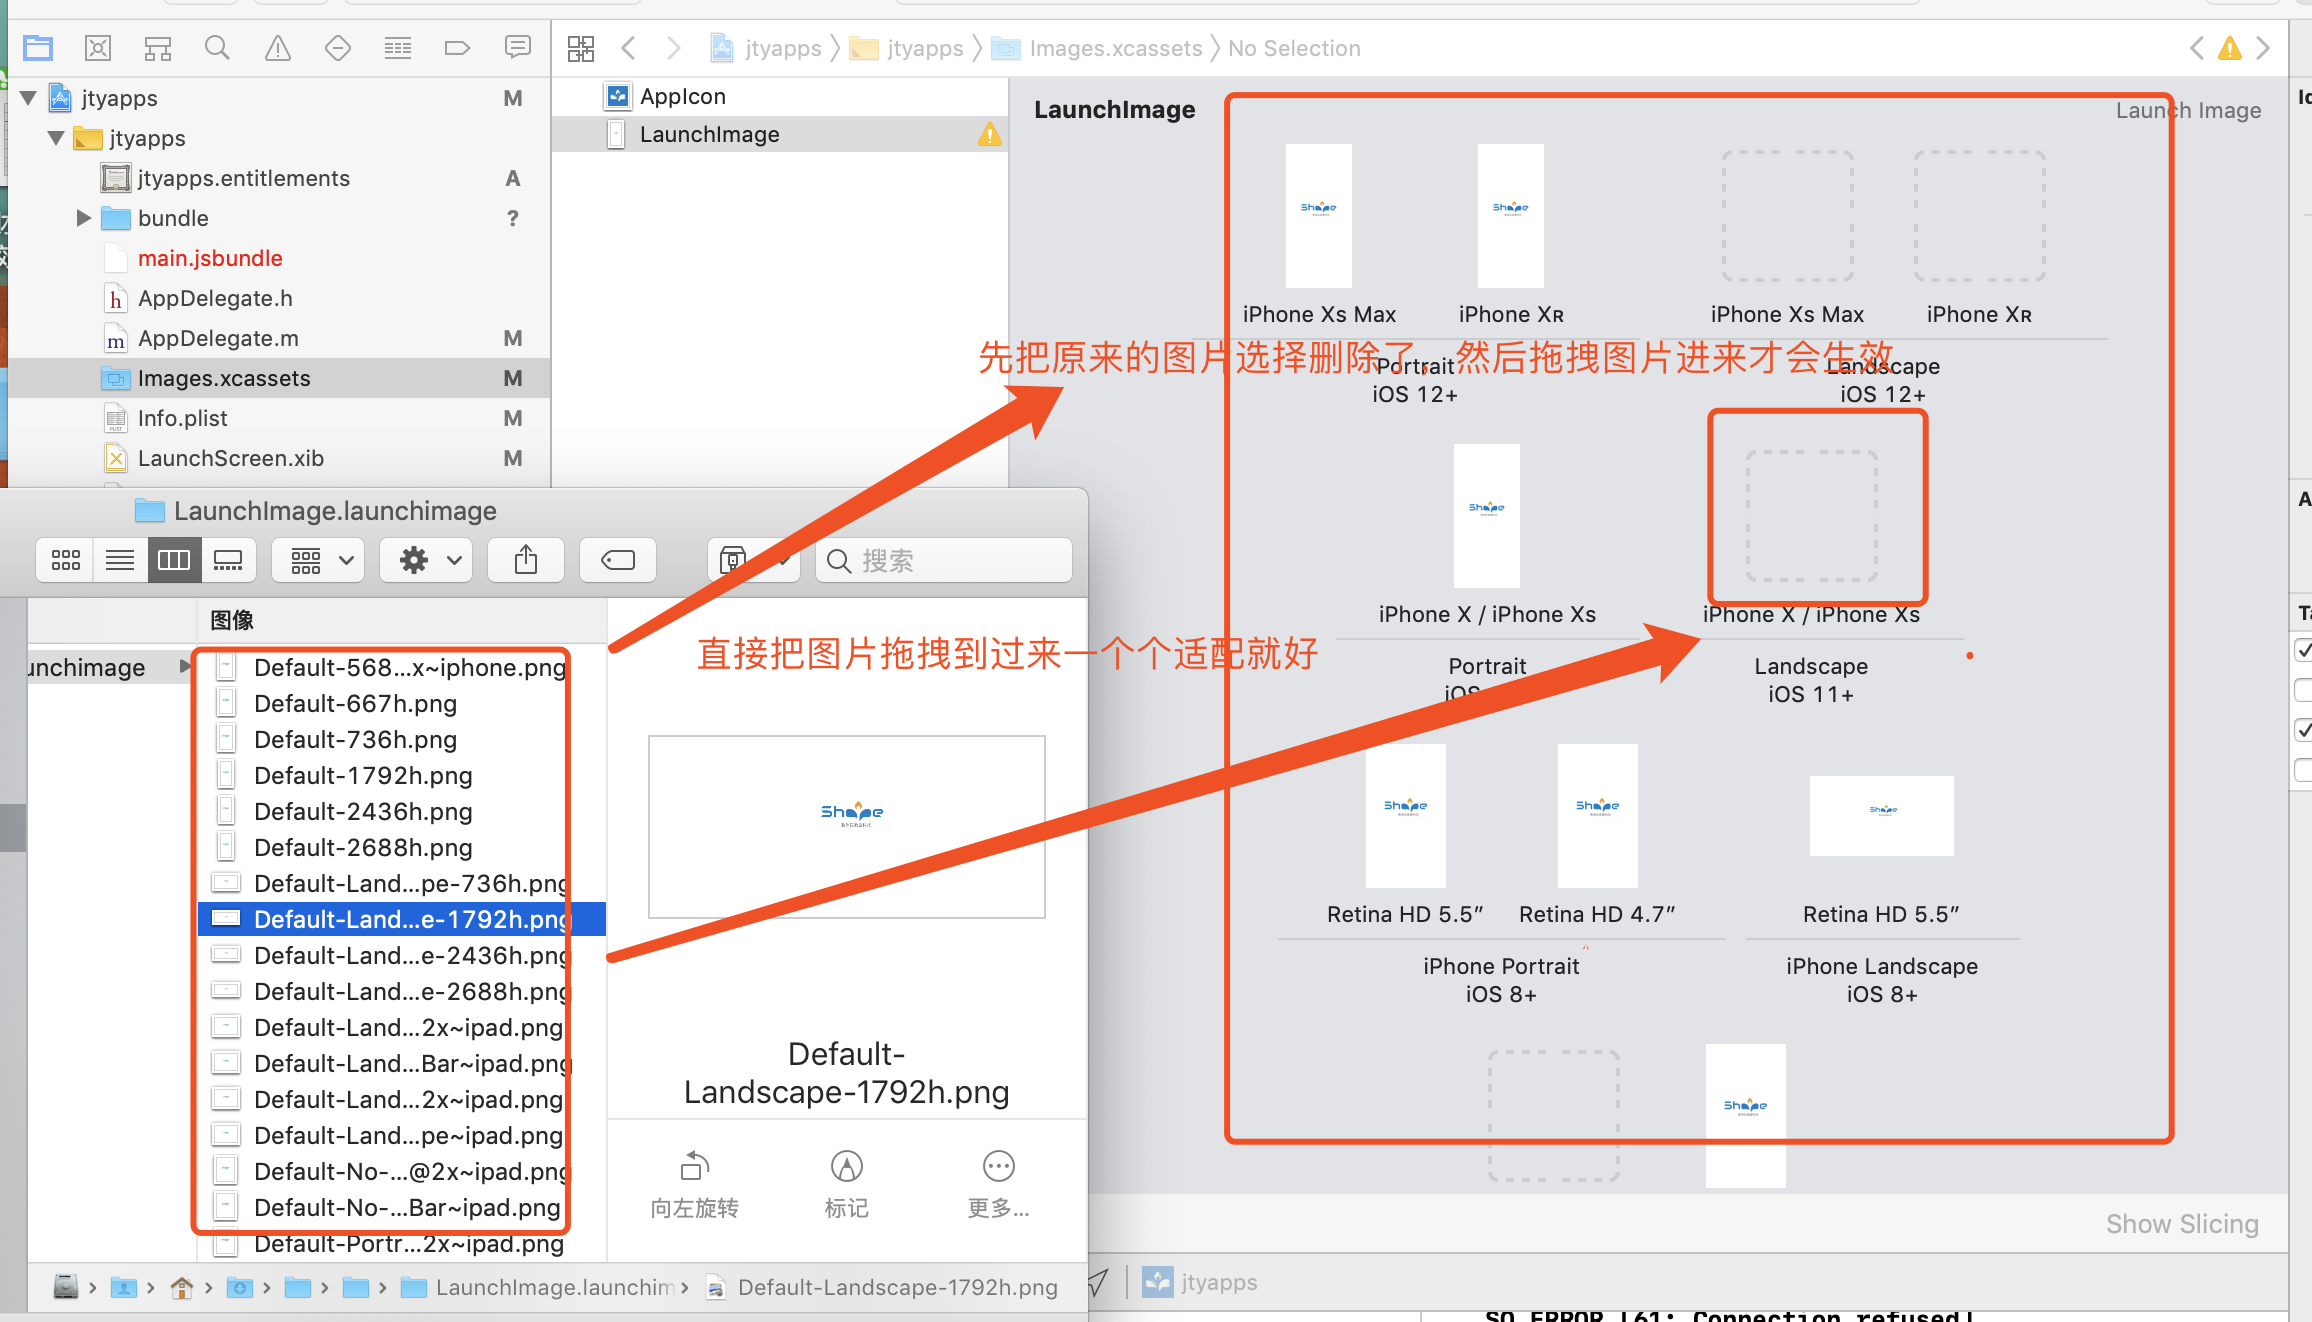 jtyapps
jtyapps
Images.xcassets
No Selection
jtyapps
M
jtyapps
jtyapps.entitlements
A
bundle
?
main.jsbundle
AppDelegate.h
AppDelegate.m
M
Images.xcassets
M
Info.plist
M
LaunchScreen.xib
M
AppIcon
LaunchImage
LaunchImage
Launch Image
iPhone Xs Max
iPhone XR
iPhone Xs Max
iPhone XR
先把原来的图片选择删除了，然后拖拽图片进来才会生效
Portrait
iOS 12+
Landscape
iOS 12+
iPhone X / iPhone Xs
iPhone X / iPhone Xs
Portrait
iOS
Landscape
iOS 11+
Retina HD 5.5″
Retina HD 4.7″
Retina HD 5.5″
iPhone Portrait
iOS 8+
iPhone Landscape
iOS 8+
Show Slicing
LaunchImage.launchimage
搜索
图像
unchimage
直接把图片拖拽到过来一个个适配就好
Default-568...x~iphone.png
Default-667h.png
Default-736h.png
Default-1792h.png
Default-2436h.png
Default-2688h.png
Default-Land...pe-736h.png
Default-Land...e-1792h.png
Default-Land...e-2436h.png
Default-Land...e-2688h.png
Default-Land...2x~ipad.png
Default-Land...Bar~ipad.png
Default-Land...2x~ipad.png
Default-Land...pe~ipad.png
Default-No-...@2x~ipad.png
Default-No-...Bar~ipad.png
Default-Portr...2x~ipad.png
Shape
Default-
Landscape-1792h.png
向左旋转
标记
更多...
LaunchImage.launchim
Default-Landscape-1792h.png
jtyapps
SO_ERROR [61: Connection refused]